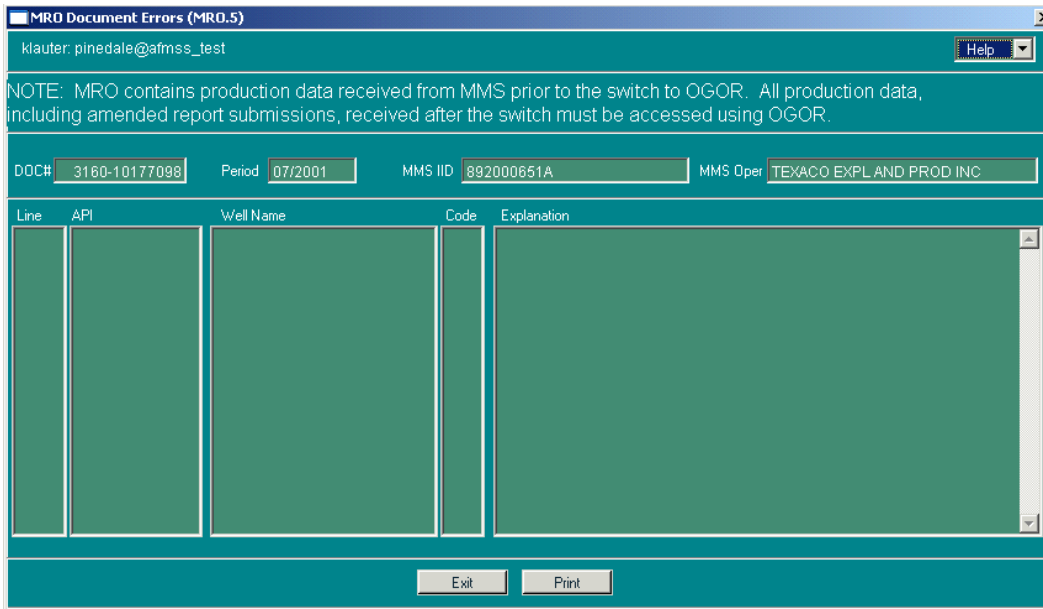 MRO Document Errors (MRO.5)
klauter: pinedale@afmss_test
Help
NOTE: MRO contains production data received from MMS prior to the switch to OGOR. All production data,
including amended report submissions, received after the switch must be accessed using OGOR.
DOC# 3160-10177098 Period 07/2001 MMS IID 892000651A MMS Oper TEXACO EXPL AND PROD INC
Line API Well Name Code Explanation
Exit Print